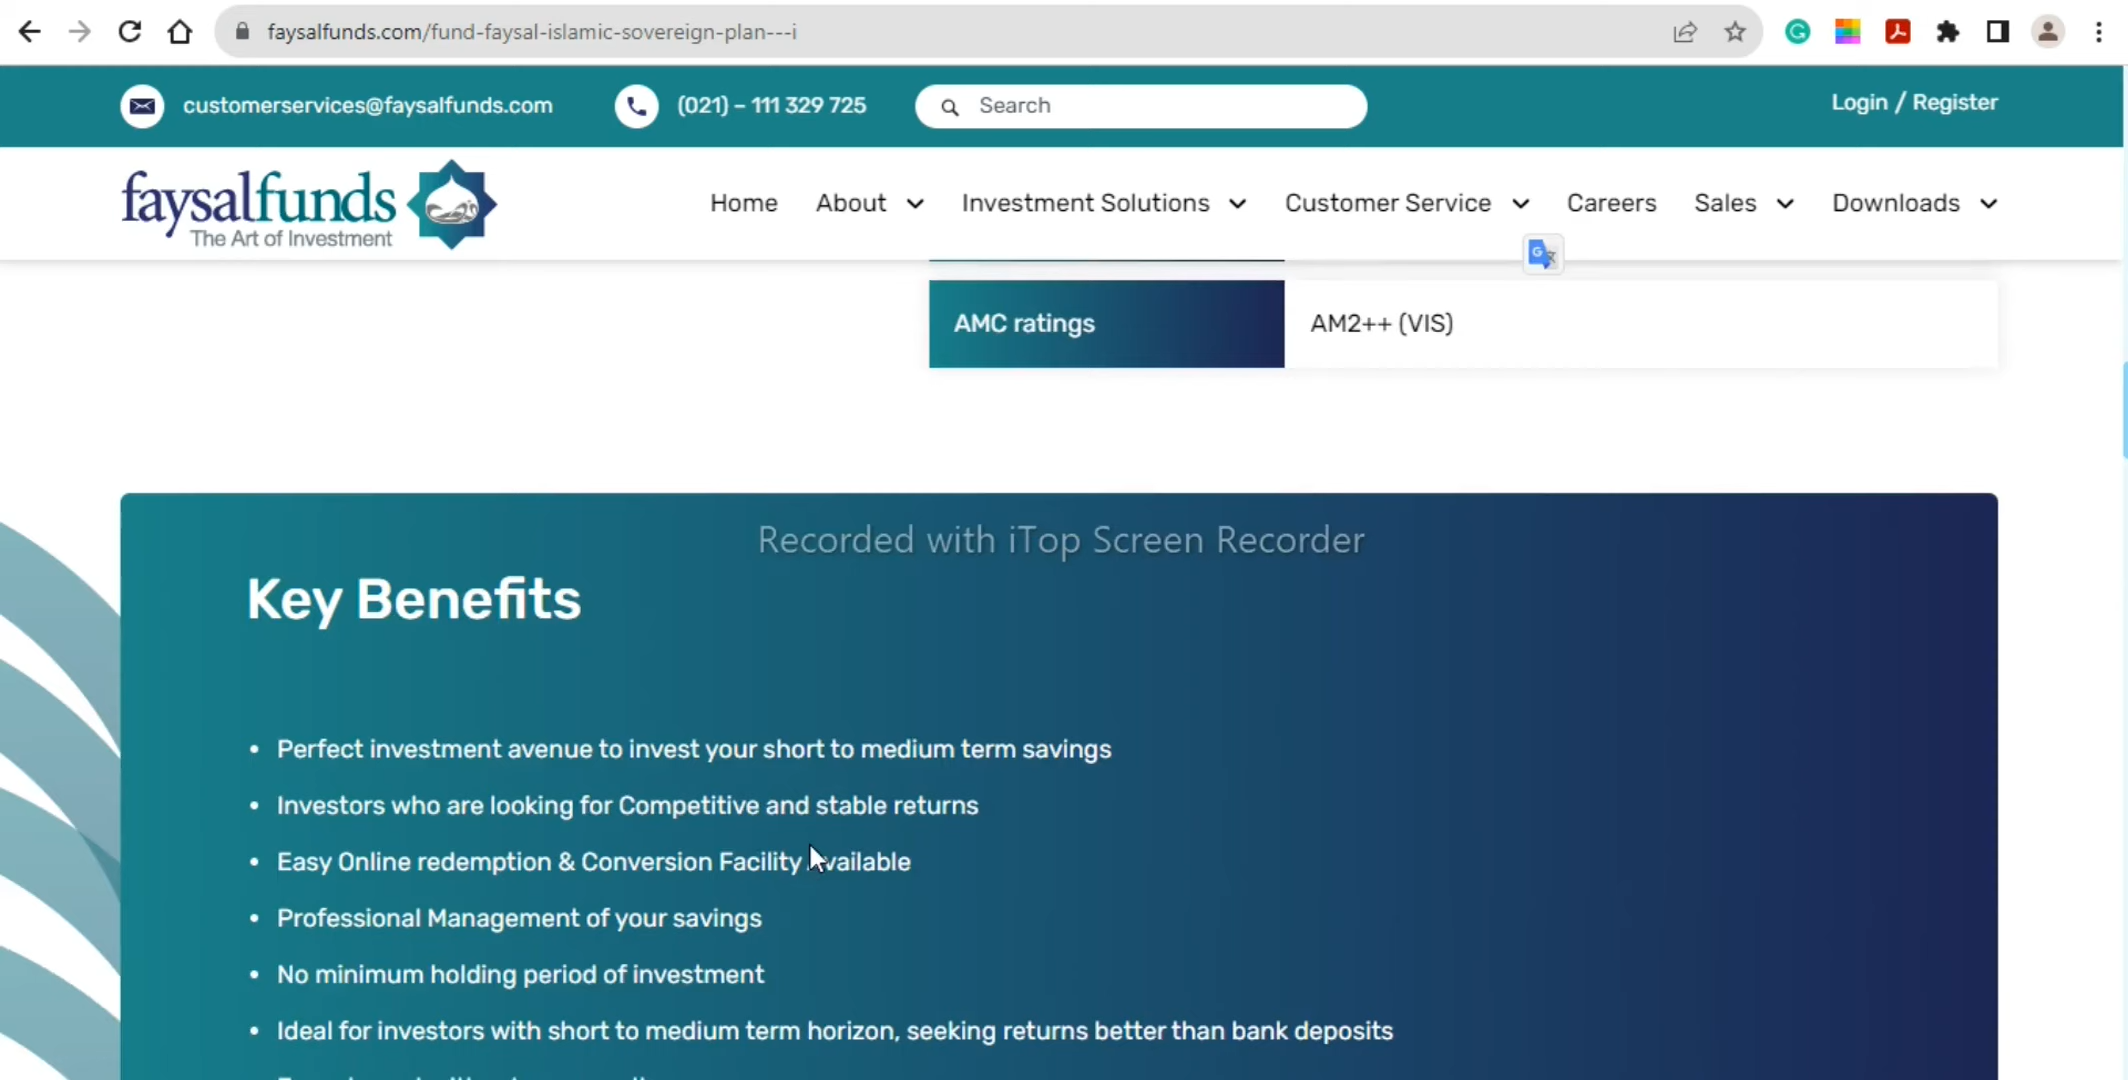 faysalfunds.com/fund-faysal-islamic-sovereign-plan---i
customerservices@faysalfunds.com
(021) – 111 329 725
Search
Login / Register
faysalfunds
The Art of Investment
Home
About
Investment Solutions
Customer Service
Careers
Sales
Downloads
AMC ratings
AM2++ (VIS)
Recorded with iTop Screen Recorder
Key Benefits
• Perfect investment avenue to invest your short to medium term savings
• Investors who are looking for Competitive and stable returns
• Easy Online redemption & Conversion Facility Available
• Professional Management of your savings
• No minimum holding period of investment
• Ideal for investors with short to medium term horizon, seeking returns better than bank deposits